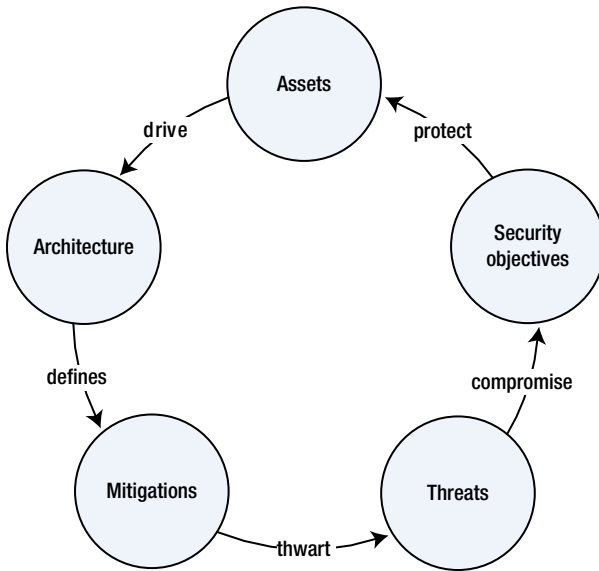 Assets
drive
protect
Architecture
Security
objectives
defines
compromise
Mitigations
Threats
thwart